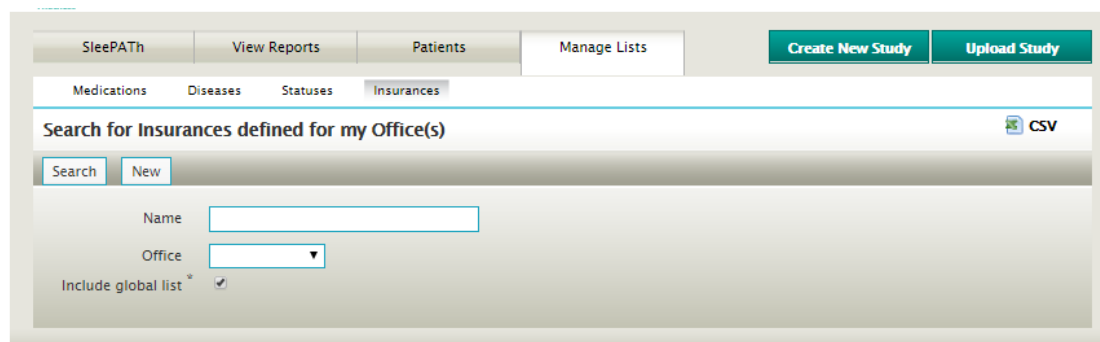 SleePATh View Reports Patients Manage Lists Create New Study Upload Study
Medications Diseases Statuses Insurances
Search for Insurances defined for my Office(s) CSV
Search New
Name
Office
Include global list *